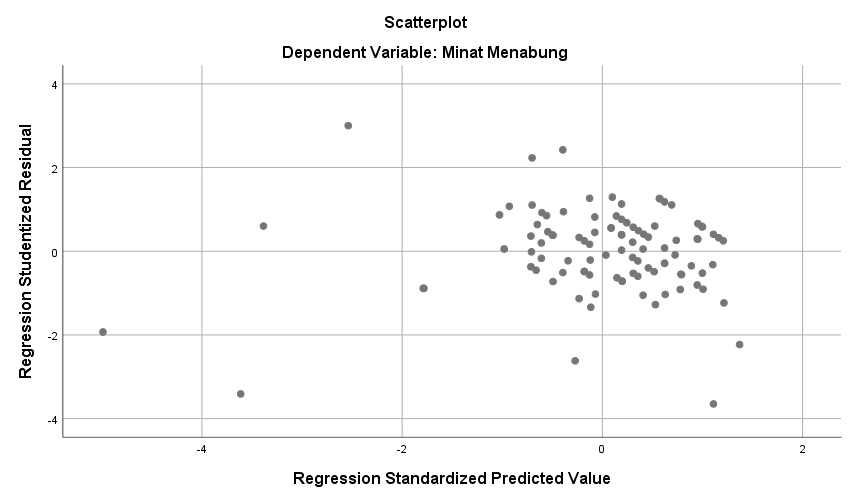 Scatterplot
Dependent Variable: Minat Menabung
Regression Studentized Residual
4
2
0
-2
-4
-4
-2
0
2
Regression Standardized Predicted Value